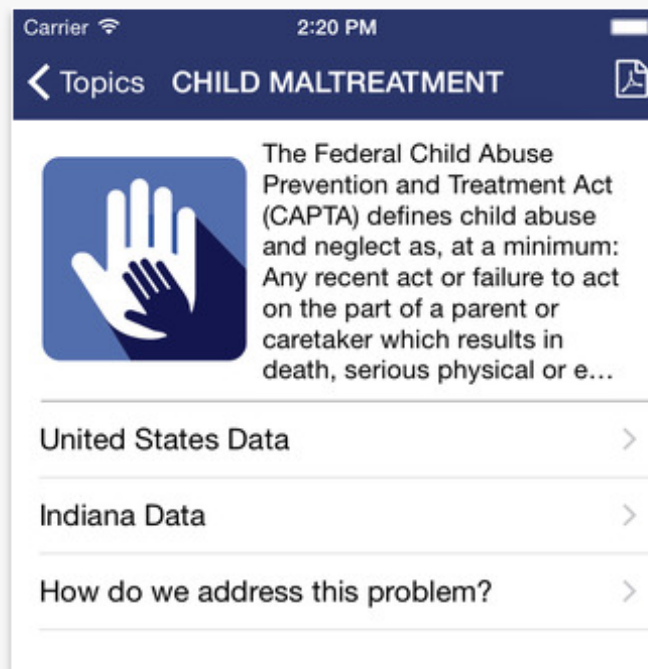 Carrier 2:20 PM
Topics CHILD MALTREATMENT
The Federal Child Abuse
Prevention and Treatment Act
(CAPTA) defines child abuse
and neglect as, at a minimum:
Any recent act or failure to act
on the part of a parent or
caretaker which results in
death, serious physical or e...
United States Data
Indiana Data
How do we address this problem?